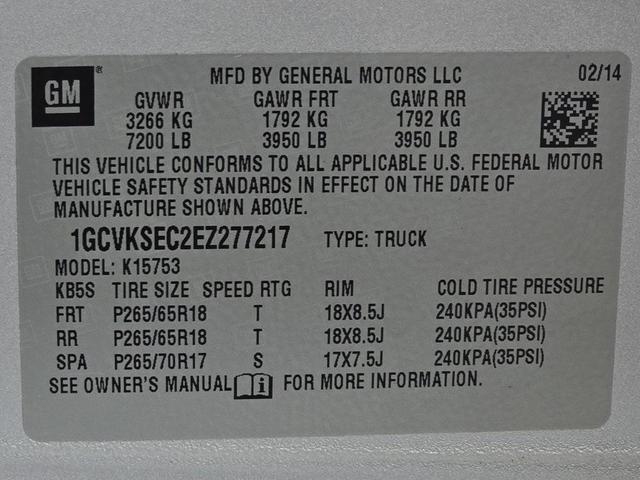 GM ® MFD BY GENERAL MOTORS LLC 02/14
GVWR GAWR FRT GAWR RR
3266 KG 1792 KG 1792 KG
7200 LB 3950 LB 3950 LB
THIS VEHICLE CONFORMS TO ALL APPLICABLE U.S. FEDERAL MOTOR
VEHICLE SAFETY STANDARDS IN EFFECT ON THE DATE OF
MANUFACTURE SHOWN ABOVE.
1GCVKSEC2EZ277217 TYPE: TRUCK
MODEL: K15753
KB5S TIRE SIZE SPEED RTG RIM COLD TIRE PRESSURE
FRT P265/65R18 T 18X8.5J 240KPA(35PSI)
RR P265/65R18 T 18X8.5J 240KPA(35PSI)
SPA P265/70R17 S 17X7.5J 240KPA(35PSI)
SEE OWNER'S MANUAL i FOR MORE INFORMATION.